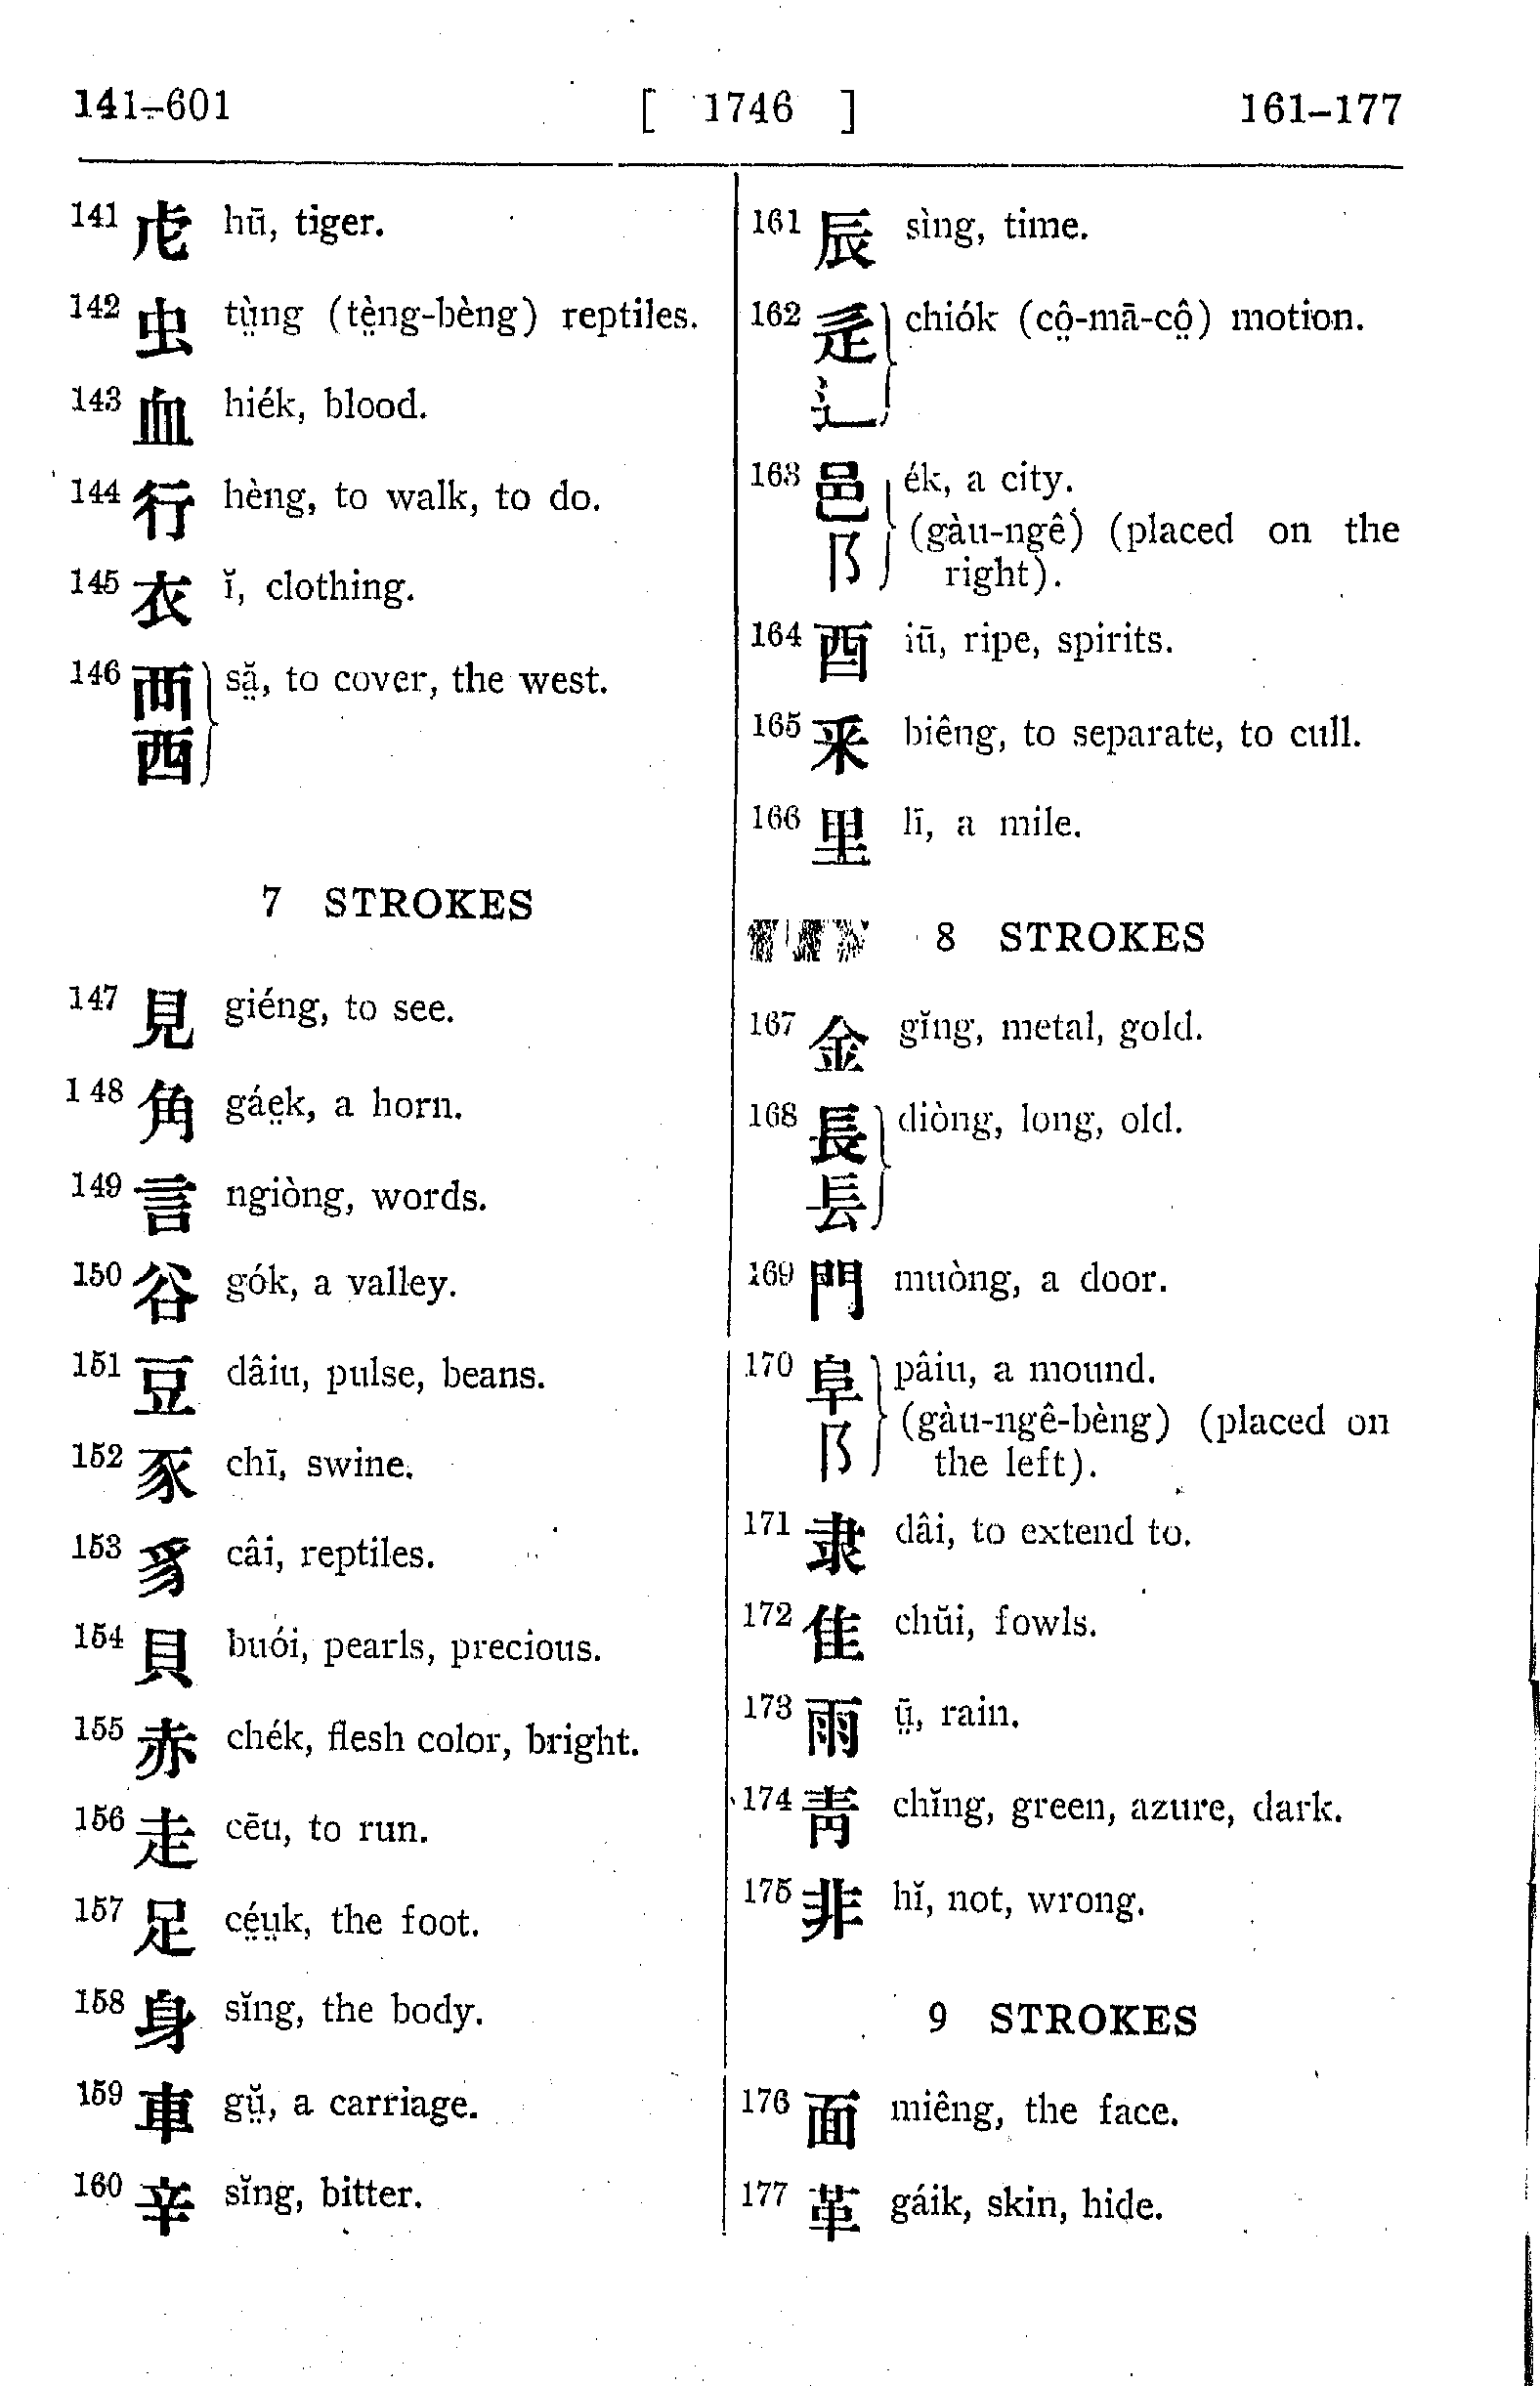 141–601 [ 1746 ] 161–177
141 虍 hū, tiger.
142 虫 tṳ̀ng (tè̤ng-bèng) reptiles.
143 血 hiék, blood.
144 行 hèng, to walk, to do.
145 衣 ĭ, clothing.
146 襾 să̤, to cover, the west.
西
7 STROKES
147 見 giéng, to see.
148 角 gáe̤k, a horn.
149 言 ngiòng, words.
150 谷 gók, a valley.
151 豆 dâiu, pulse, beans.
152 豕 chī, swine.
153 豸 câi, reptiles.
154 貝 buói, pearls, precious.
155 赤 chék, flesh color, bright.
156 走 cēu, to run.
157 足 cé̤ṳk, the foot.
158 身 sĭng, the body.
159 車 gṳ̆, a carriage.
160 辛 sĭng, bitter.
161 辰 sìng, time.
162 辵 chiók (cô̤-mā-cô̤) motion.
辶
163 邑 ék, a city.
阝 (gàu-ngê) (placed on the
right).
164 酉 iū, ripe, spirits.
165 釆 biêng, to separate, to cull.
166 里 lī, a mile.
8 STROKES
167 金 gĭng, metal, gold.
168 長 diòng, long, old.
镸
169 門 muòng, a door.
170 阜 pâiu, a mound.
阝 (gàu-ngê-bèng) (placed on
the left).
171 隶 dâi, to extend to.
172 隹 chŭi, fowls.
173 雨 ṳ̄, rain.
174 靑 chĭng, green, azure, dark.
175 非 hĭ, not, wrong.
9 STROKES
176 面 miêng, the face.
177 革 gáik, skin, hide.